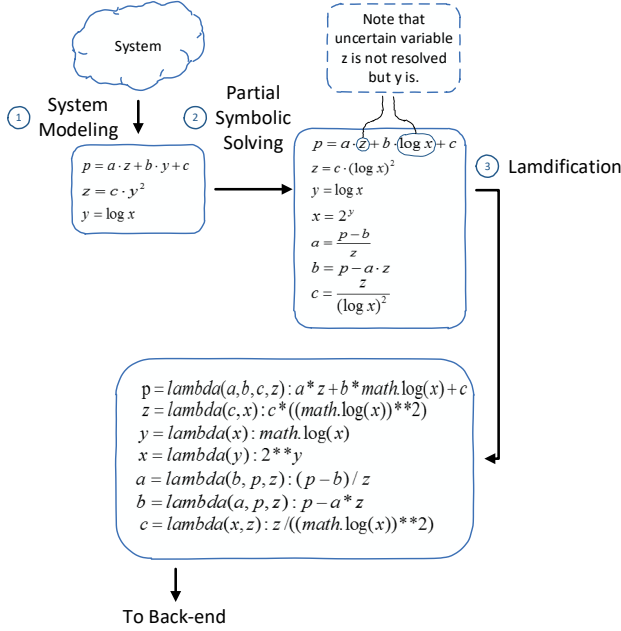 System
Note that
uncertain variable
z is not resolved
but y is.
1 System
Modeling
2 Partial
Symbolic
Solving
p = a · z + b · y + c
z = c · y²
y = log x
p = a · z + b · log x + c
z = c · (log x)²
y = log x
x = 2^y
a = (p − b) / z
b = p − a · z
c = z / (log x)²
3 Lamdification
p = lambda(a,b,c,z): a*z+b*math.log(x)+c
z = lambda(c,x): c*((math.log(x))**2)
y = lambda(x): math.log(x)
x = lambda(y): 2**y
a = lambda(b, p, z): (p-b)/z
b = lambda(a, p, z): p-a*z
c = lambda(x,z): z/((math.log(x))**2)
To Back-end